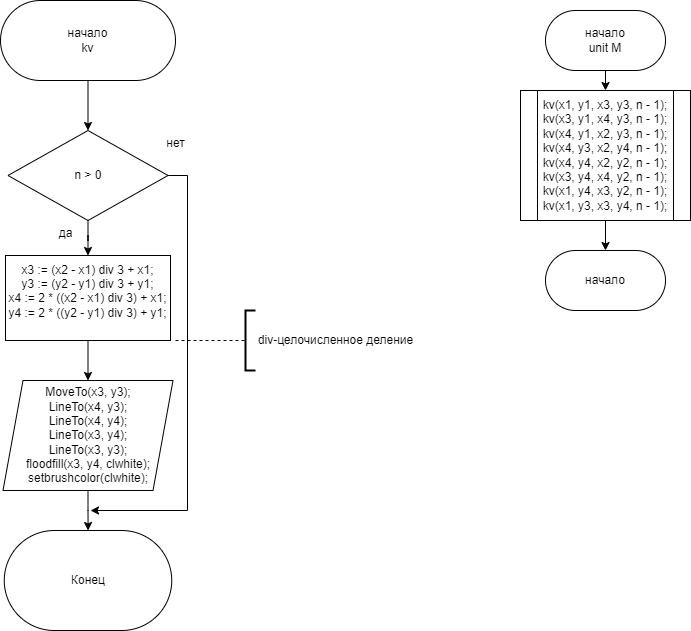 начало
kv
n > 0
нет
да
x3 := (x2 - x1) div 3 + x1;
y3 := (y2 - y1) div 3 + y1;
x4 := 2 * ((x2 - x1) div 3) + x1;
y4 := 2 * ((y2 - y1) div 3) + y1;
div-целочисленное деление
MoveTo(x3, y3);
LineTo(x4, y3);
LineTo(x4, y4);
LineTo(x3, y4);
LineTo(x3, y3);
floodfill(x3, y4, clwhite);
setbrushcolor(clwhite);
Конец
начало
unit M
kv(x1, y1, x3, y3, n - 1);
kv(x3, y1, x4, y3, n - 1);
kv(x4, y1, x2, y3, n - 1);
kv(x4, y3, x2, y4, n - 1);
kv(x4, y4, x2, y2, n - 1);
kv(x3, y4, x4, y2, n - 1);
kv(x1, y4, x3, y2, n - 1);
kv(x1, y3, x3, y4, n - 1);
начало